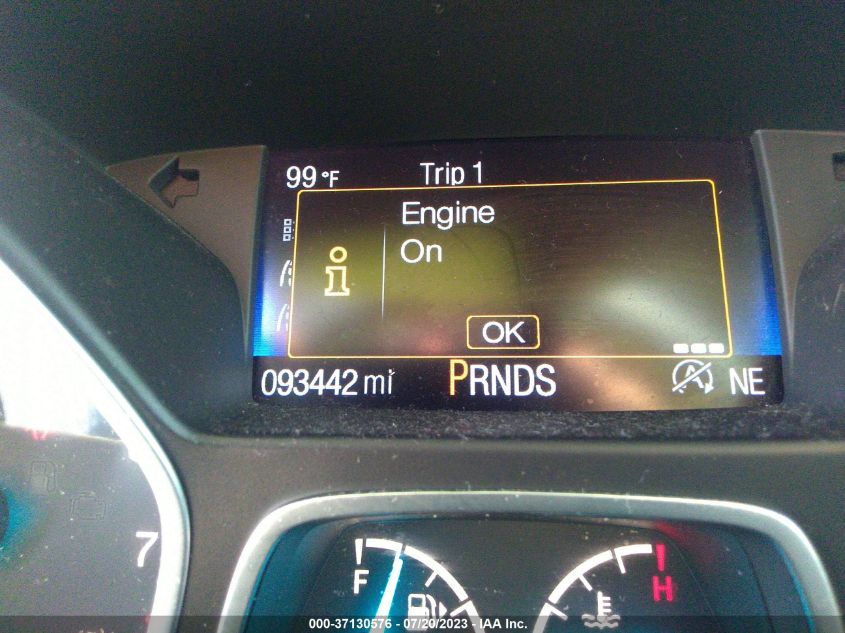 99 °F Trip 1
Engine
On
OK
093442 mi PRNDS NE
7
F H
000-37130576 - 07/20/2023 - IAA Inc.